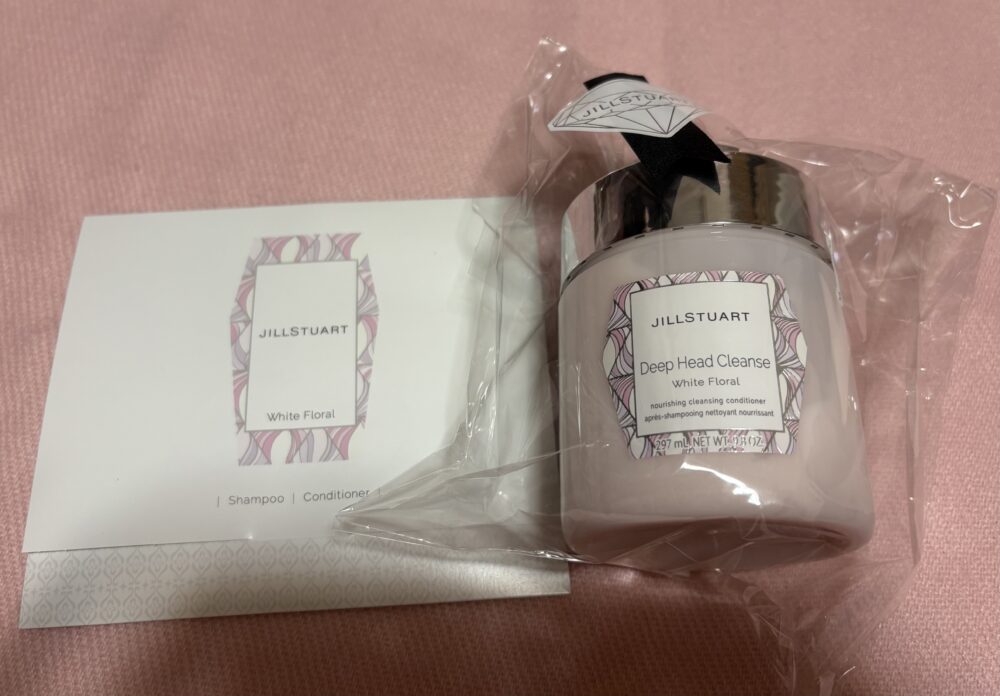 JILLSTUART
White Floral
| Shampoo | Conditioner |
JILLSTUART
JILLSTUART
Deep Head Cleanse
White Floral
nourishing cleansing conditioner
après-shampooing nettoyant nourrissant
297 mL NET WT. OZ